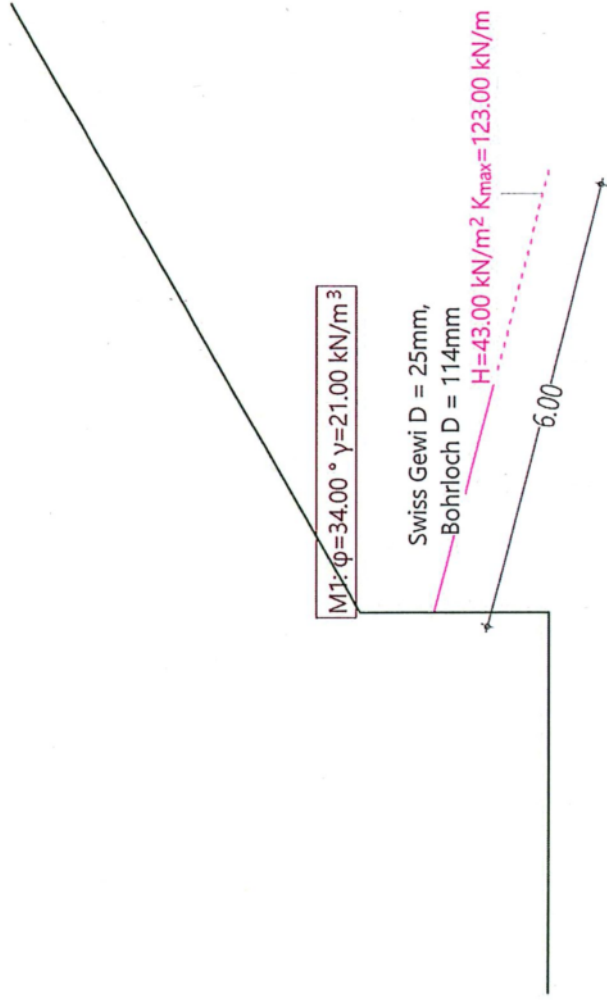 M1: φ=34.00 ° γ=21.00 kN/m³
Swiss Gewi D = 25mm,
Bohrloch D = 114mm
H=43.00 kN/m² Kmax=123.00 kN/m
6.00